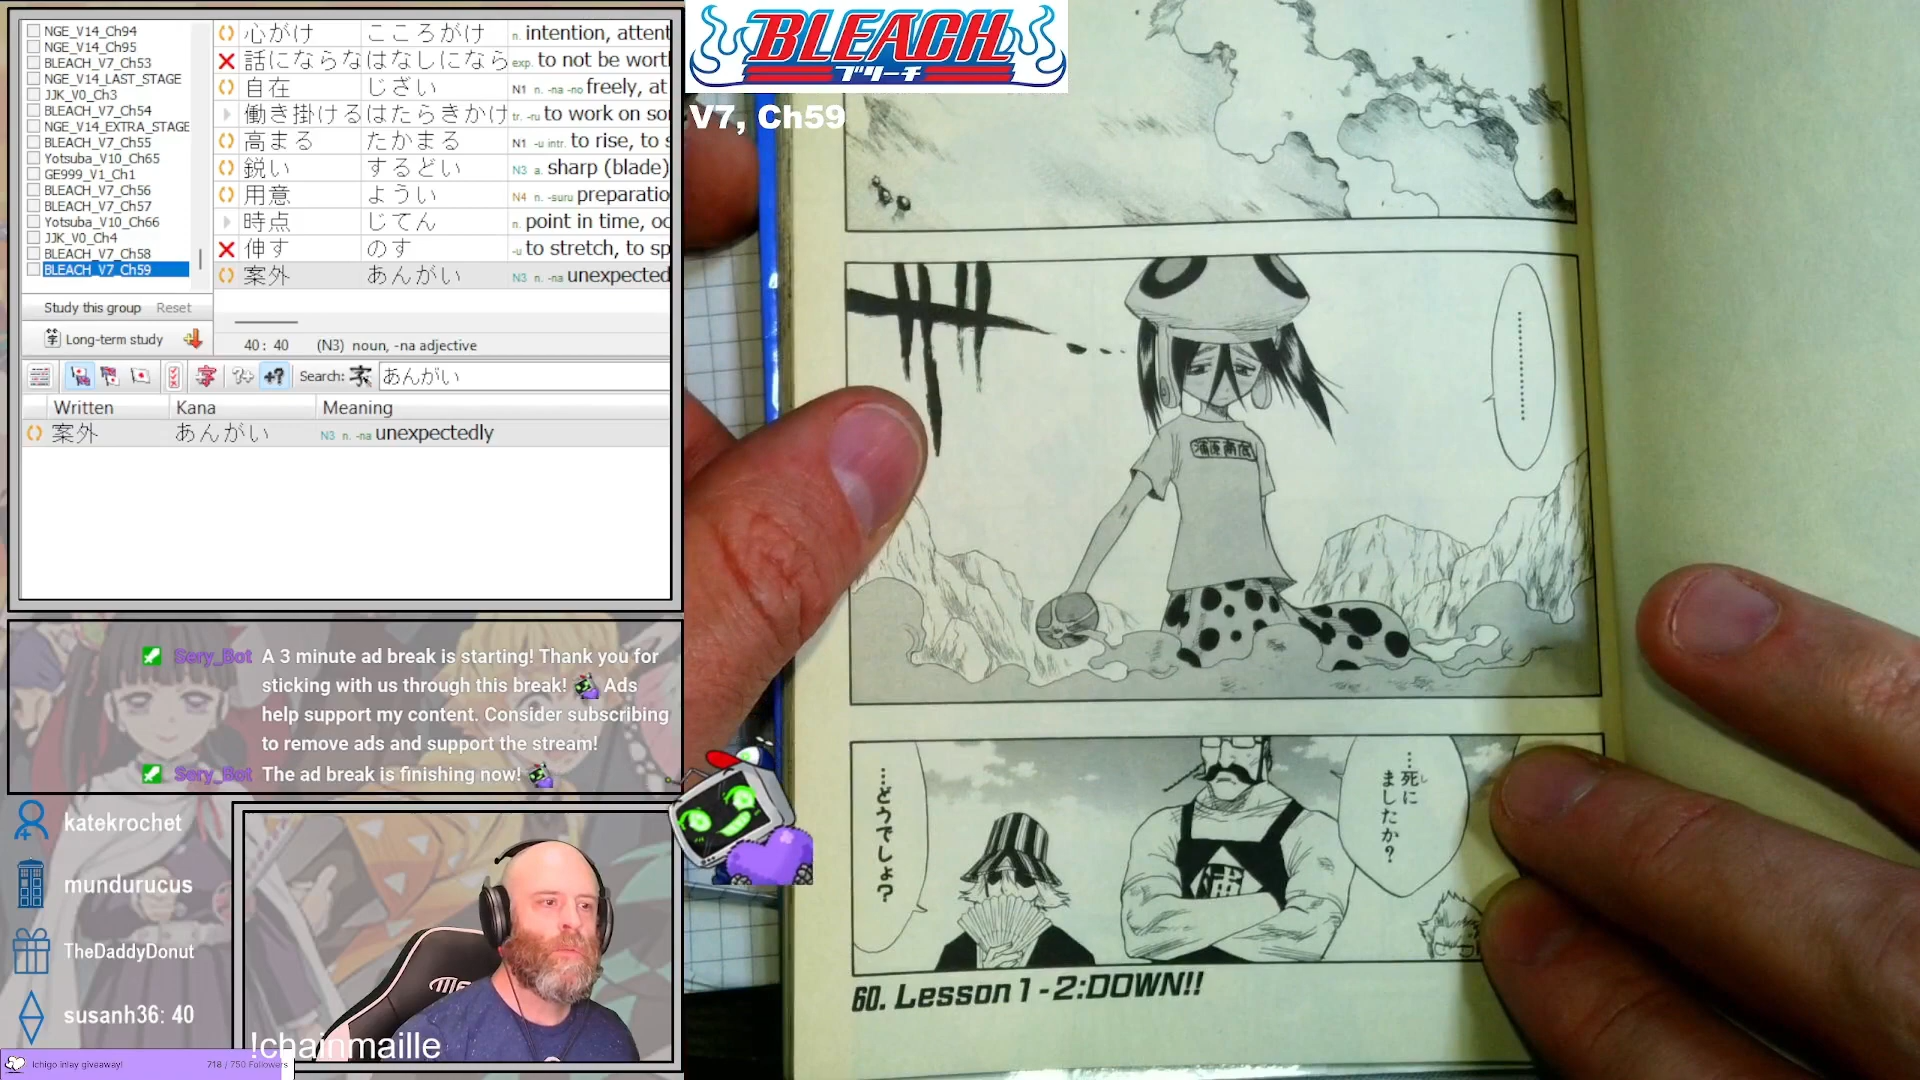 NGE_V14_Ch94
NGE_V14_Ch95
BLEACH_V7_Ch53
NGE_V14_LAST_STAGE
JJK_V0_Ch3
BLEACH_V7_Ch54
NGE_V14_EXTRA_STAGE
BLEACH_V7_Ch55
Yotsuba_V10_Ch65
GE999_V1_Ch1
BLEACH_V7_Ch56
BLEACH_V7_Ch57
Yotsuba_V10_Ch66
JJK_V0_Ch4
BLEACH_V7_Ch58
BLEACH_V7_Ch59
Study this group Reset
Long-term study
心がけ こころがけ n. intention, attent
話にならな はなしになら exp. to not be wort
自在 じざい N1 n. -na -no freely, at
働き掛ける はたらきかけ tr. -ru to work on so
高まる たかまる N1 -u intr. to rise, to s
鋭い するどい N3 a. sharp (blade)
用意 ようい N4 n. -suru preparatio
時点 じてん n. point in time, oc
伸す のす -u to stretch, to sp
案外 あんがい N3 n. -na unexpected
40: 40 (N3) noun, -na adjective
Search: あんがい
Written Kana Meaning
案外 あんがい N3 n. -na unexpectedly
Sery_Bot A 3 minute ad break is starting! Thank you for
sticking with us through this break! Ads
help support my content. Consider subscribing
to remove ads and support the stream!
Sery_Bot The ad break is finishing now!
katekrochet
mundurucus
TheDaddyDonut
susanh36: 40
!chainmaille
Ichigo inlay giveaway! 718 / 750 Followers
BLEACH
ブリーチ
V7, Ch59
…………
浦原商店
…死に
ましたか?
…どうでしょ?
浦
60. Lesson 1-2:DOWN!!